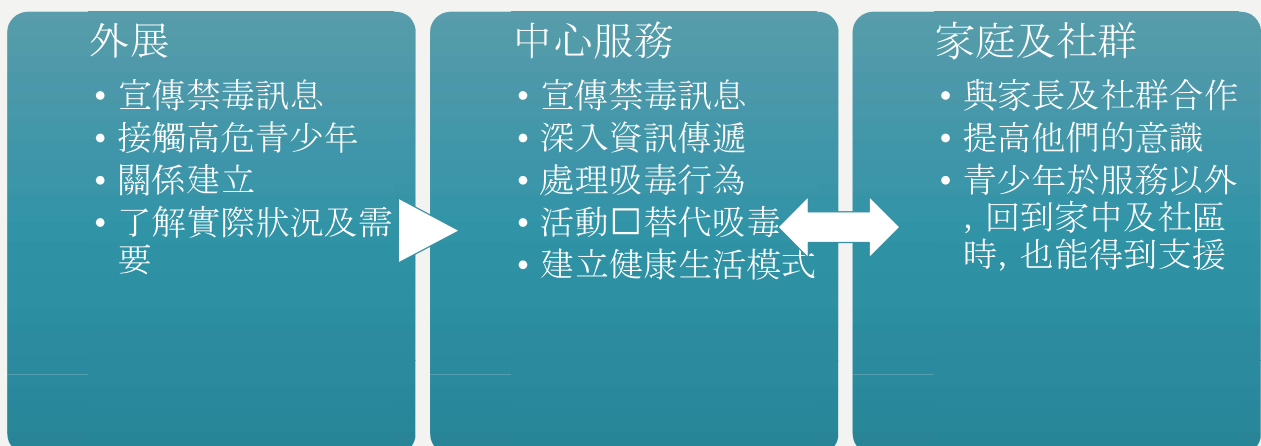 外展
• 宣傳禁毒訊息
• 接觸高危青少年
• 關係建立
• 了解實際狀況及需
要
中心服務
• 宣傳禁毒訊息
• 深入資訊傳遞
• 處理吸毒行為
• 活動□替代吸毒
• 建立健康生活模式
家庭及社群
• 與家長及社群合作
• 提高他們的意識
• 青少年於服務以外
, 回到家中及社區
時, 也能得到支援